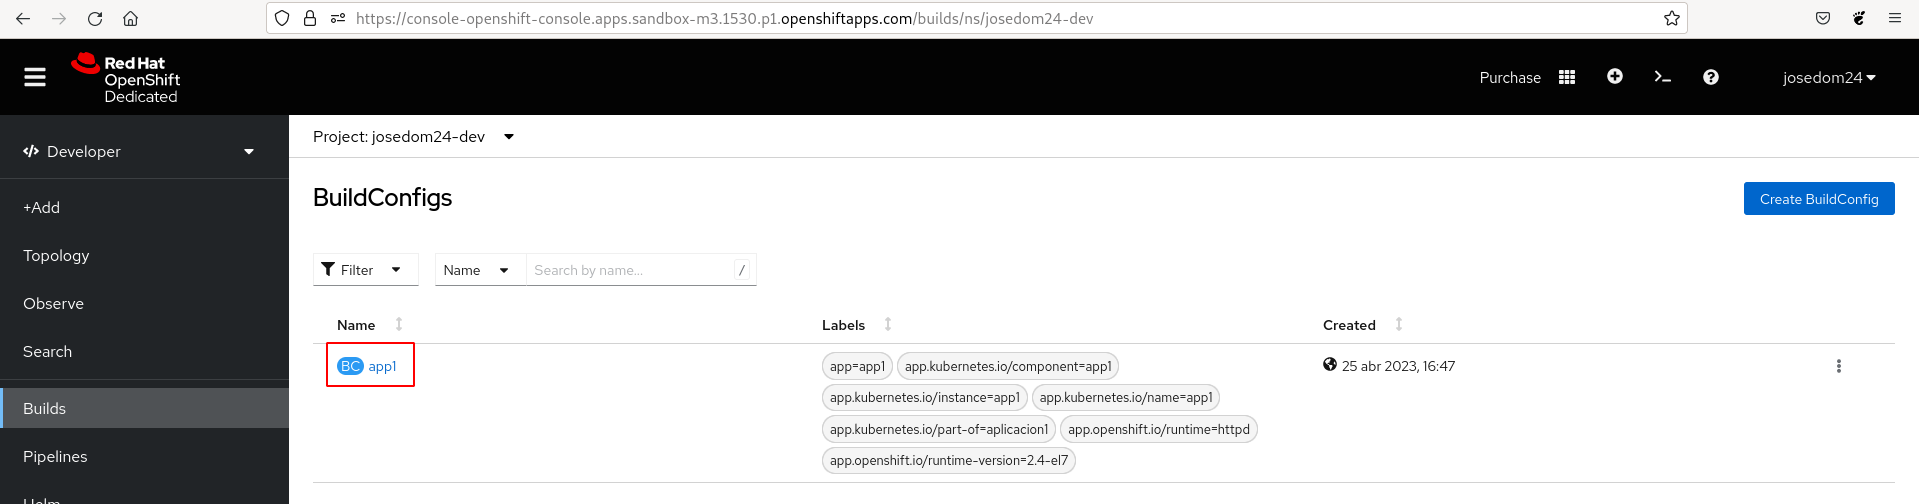 https://console-openshift-console.apps.sandbox-m3.1530.p1.openshiftapps.com/builds/ns/josedom24-dev
Red Hat
OpenShift
Dedicated
Purchase
josedom24
Developer
+Add
Topology
Observe
Search
Builds
Pipelines
Helm
Project: josedom24-dev
BuildConfigs
Create BuildConfig
Filter
Name
Search by name...
/
Name Labels Created
BC app1
app=app1 app.kubernetes.io/component=app1
app.kubernetes.io/instance=app1 app.kubernetes.io/name=app1
app.kubernetes.io/part-of=aplicacion1 app.openshift.io/runtime=httpd
app.openshift.io/runtime-version=2.4-el7
25 abr 2023, 16:47